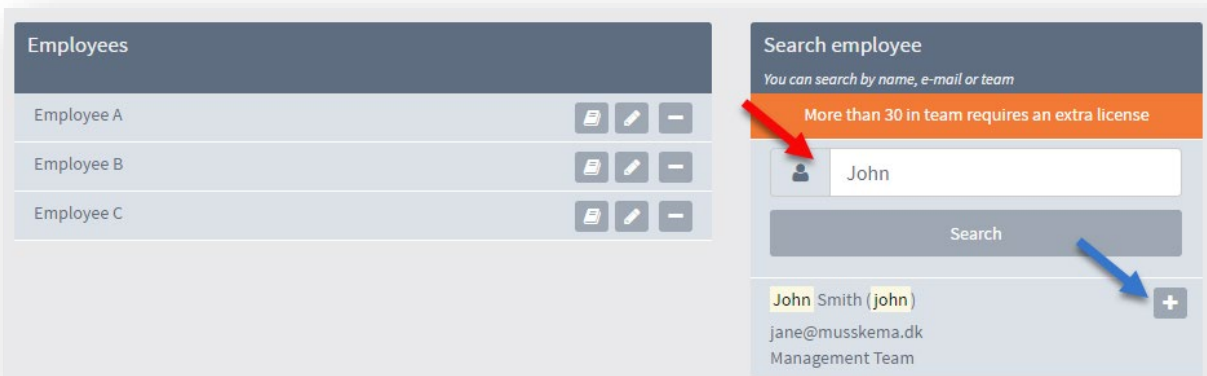 Employees
Employee A
Employee B
Employee C
Search employee
You can search by name, e-mail or team
More than 30 in team requires an extra license
John
Search
John Smith (john)
jane@musskema.dk
Management Team